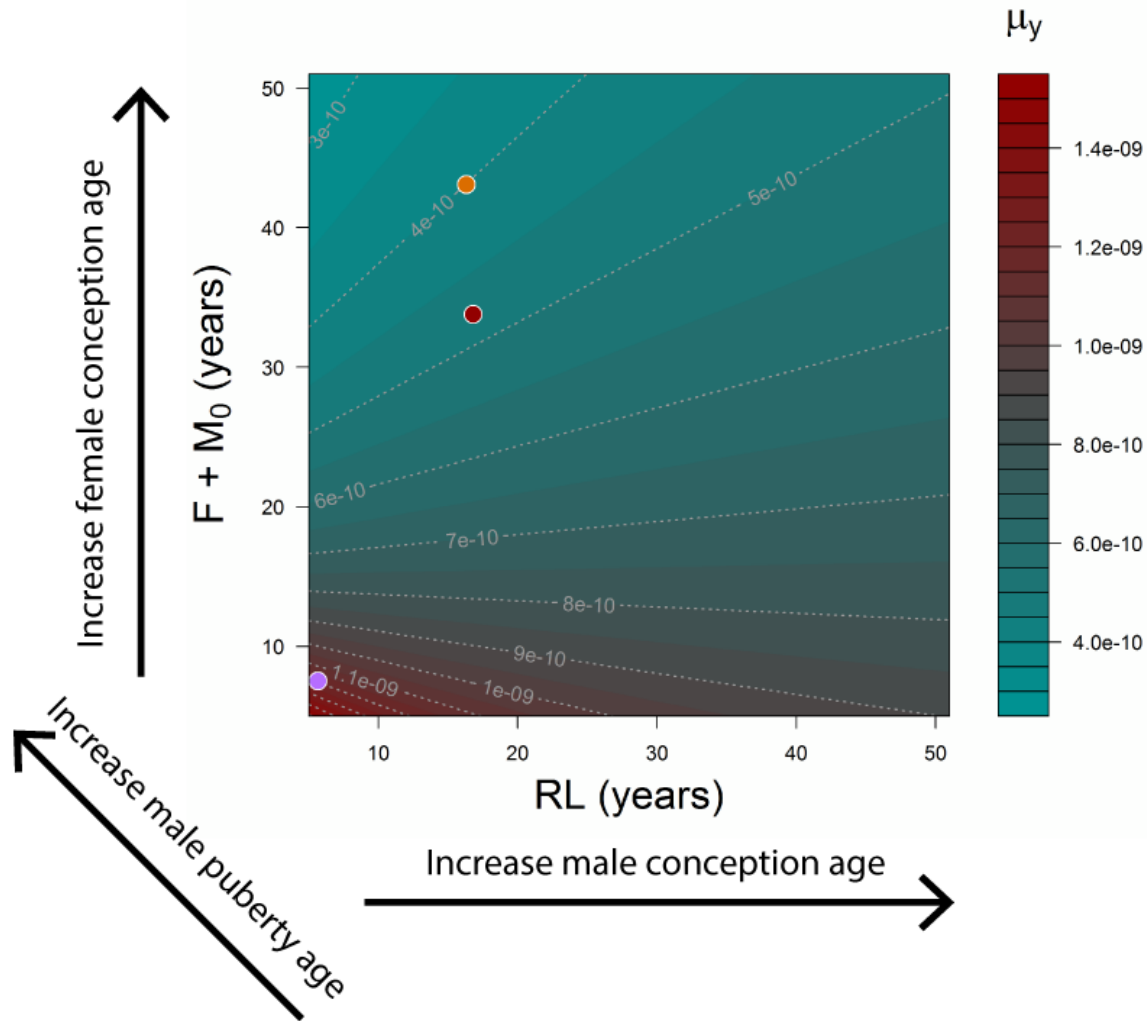 μy
Increase female conception age
F + M0 (years)
50
40
30
20
10
3e-10
4e-10
5e-10
6e-10
7e-10
8e-10
9e-10
1.1e-09
1e-09
1.4e-09
1.2e-09
1.0e-09
8.0e-10
6.0e-10
4.0e-10
10
20
30
40
50
RL (years)
Increase male conception age
Increase male puberty age